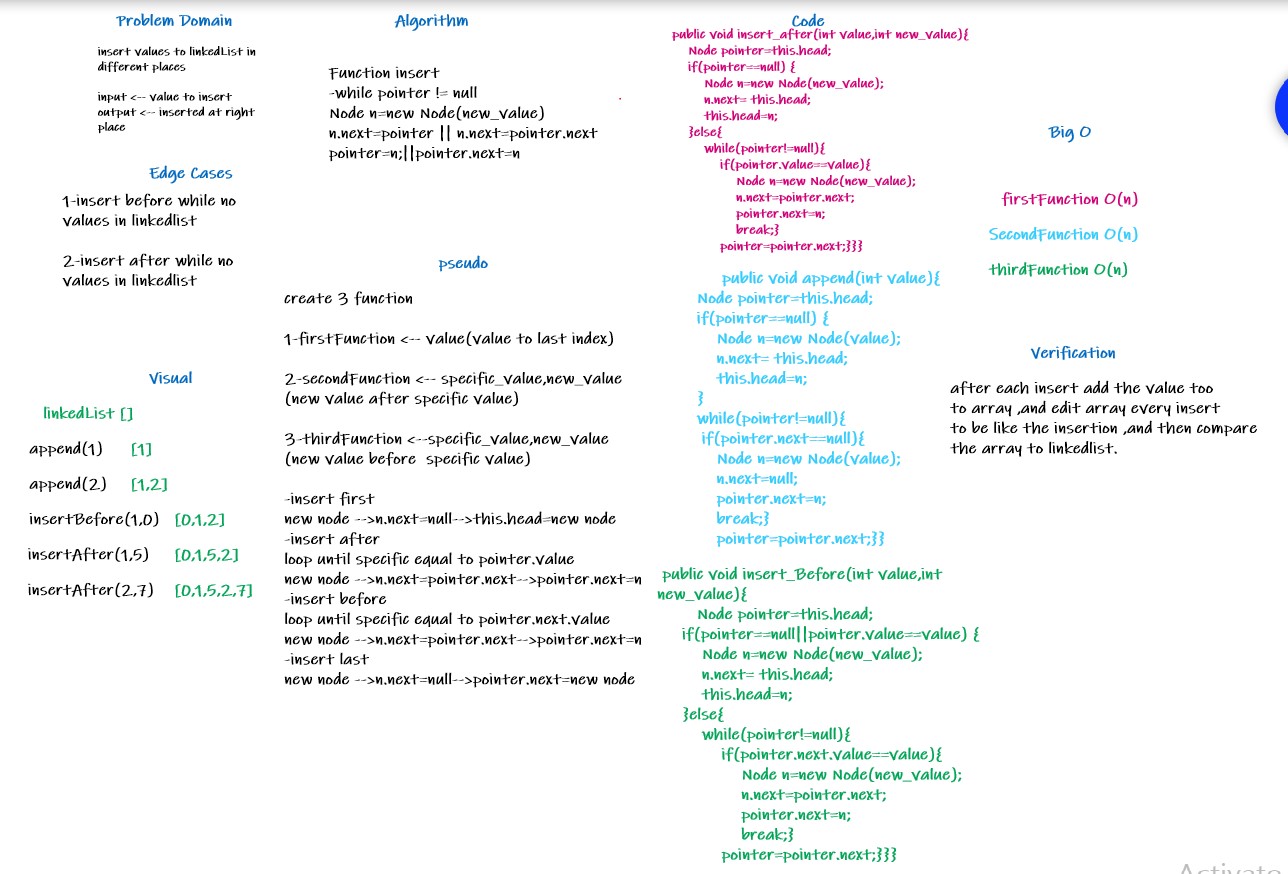 Problem Domain
insert values to linkedList in
different places
input <-- value to insert
output <-- inserted at right
place
Edge Cases
1-insert before while no
values in linkedlist
2-insert after while no
values in linkedlist
Visual
linkedList []
append(1) [1]
append(2) [1,2]
insertBefore(1,0) [0,1,2]
insertAfter(1,5) [0,1,5,2]
insertAfter(2,7) [0,1,5,2,7]
Algorithm
Function insert
-while pointer != null
Node n=new Node(new_value)
n.next=pointer || n.next=pointer.next
pointer=n;||pointer.next=n
pseudo
create 3 function
1-firstFunction <-- value(value to last index)
2-secondFunction <-- specific_value,new_value
(new value after specific value)
3-thirdFunction <--specific_value,new_value
(new value before specific value)
-insert first
new node -->n.next=null-->this.head=new node
-insert after
loop until specific equal to pointer.value
new node -->n.next=pointer.next-->pointer.next=n
-insert before
loop until specific equal to pointer.next.value
new node -->n.next=pointer.next-->pointer.next=n
-insert last
new node -->n.next=null-->pointer.next=new node
Code
public void insert_after(int value,int new_value){
Node pointer=this.head;
if(pointer==null) {
Node n=new Node(new_value);
n.next= this.head;
this.head=n;
}else{
while(pointer!=null){
if(pointer.value==value){
Node n=new Node(new_value);
n.next=pointer.next;
pointer.next=n;
break;}
pointer=pointer.next;}}}
public void append(int value){
Node pointer=this.head;
if(pointer==null) {
Node n=new Node(value);
n.next= this.head;
this.head=n;
}
while(pointer!=null){
if(pointer.next==null){
Node n=new Node(value);
n.next=null;
pointer.next=n;
break;}
pointer=pointer.next;}}
public void insert_Before(int value,int
new_value){
Node pointer=this.head;
if(pointer==null||pointer.value==value) {
Node n=new Node(new_value);
n.next= this.head;
this.head=n;
}else{
while(pointer!=null){
if(pointer.next.value==value){
Node n=new Node(new_value);
n.next=pointer.next;
pointer.next=n;
break;}
pointer=pointer.next;}}}
Big O
firstFunction O(n)
SecondFunction O(n)
thirdFunction O(n)
Verification
after each insert add the value too
to array ,and edit array every insert
to be like the insertion ,and then compare
the array to linkedlist.